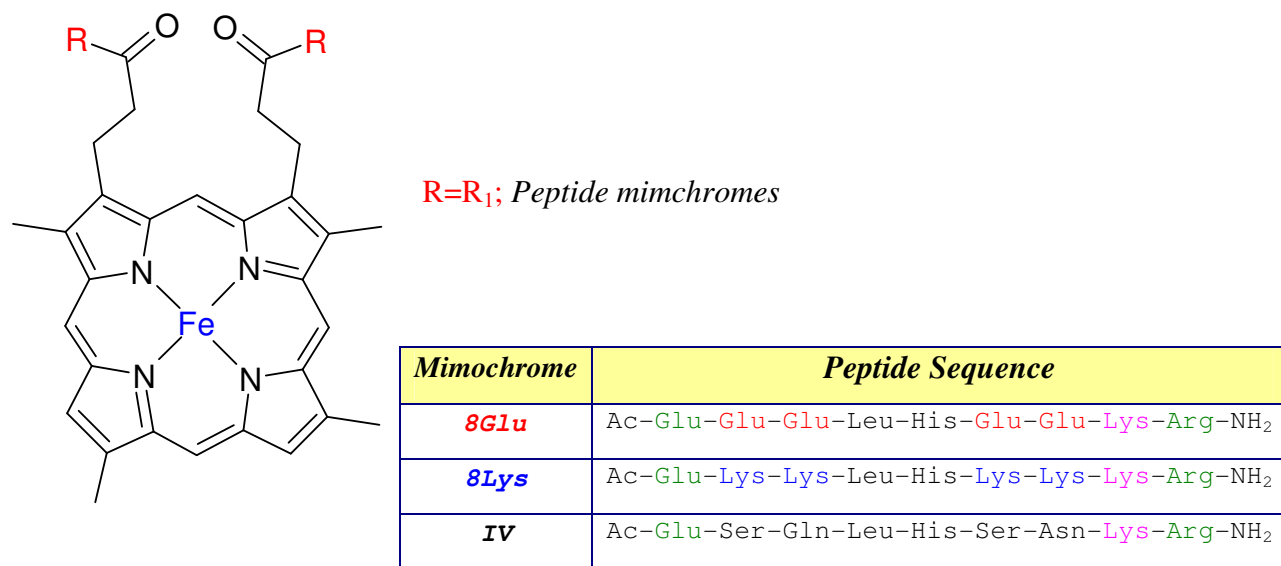 R O O R
R=R₁; Peptide mimchromes
N N
Fe
N N
Mimochrome Peptide Sequence
8Glu Ac-Glu-Glu-Glu-Leu-His-Glu-Glu-Lys-Arg-NH₂
8Lys Ac-Glu-Lys-Lys-Leu-His-Lys-Lys-Lys-Arg-NH₂
IV Ac-Glu-Ser-Gln-Leu-His-Ser-Asn-Lys-Arg-NH₂